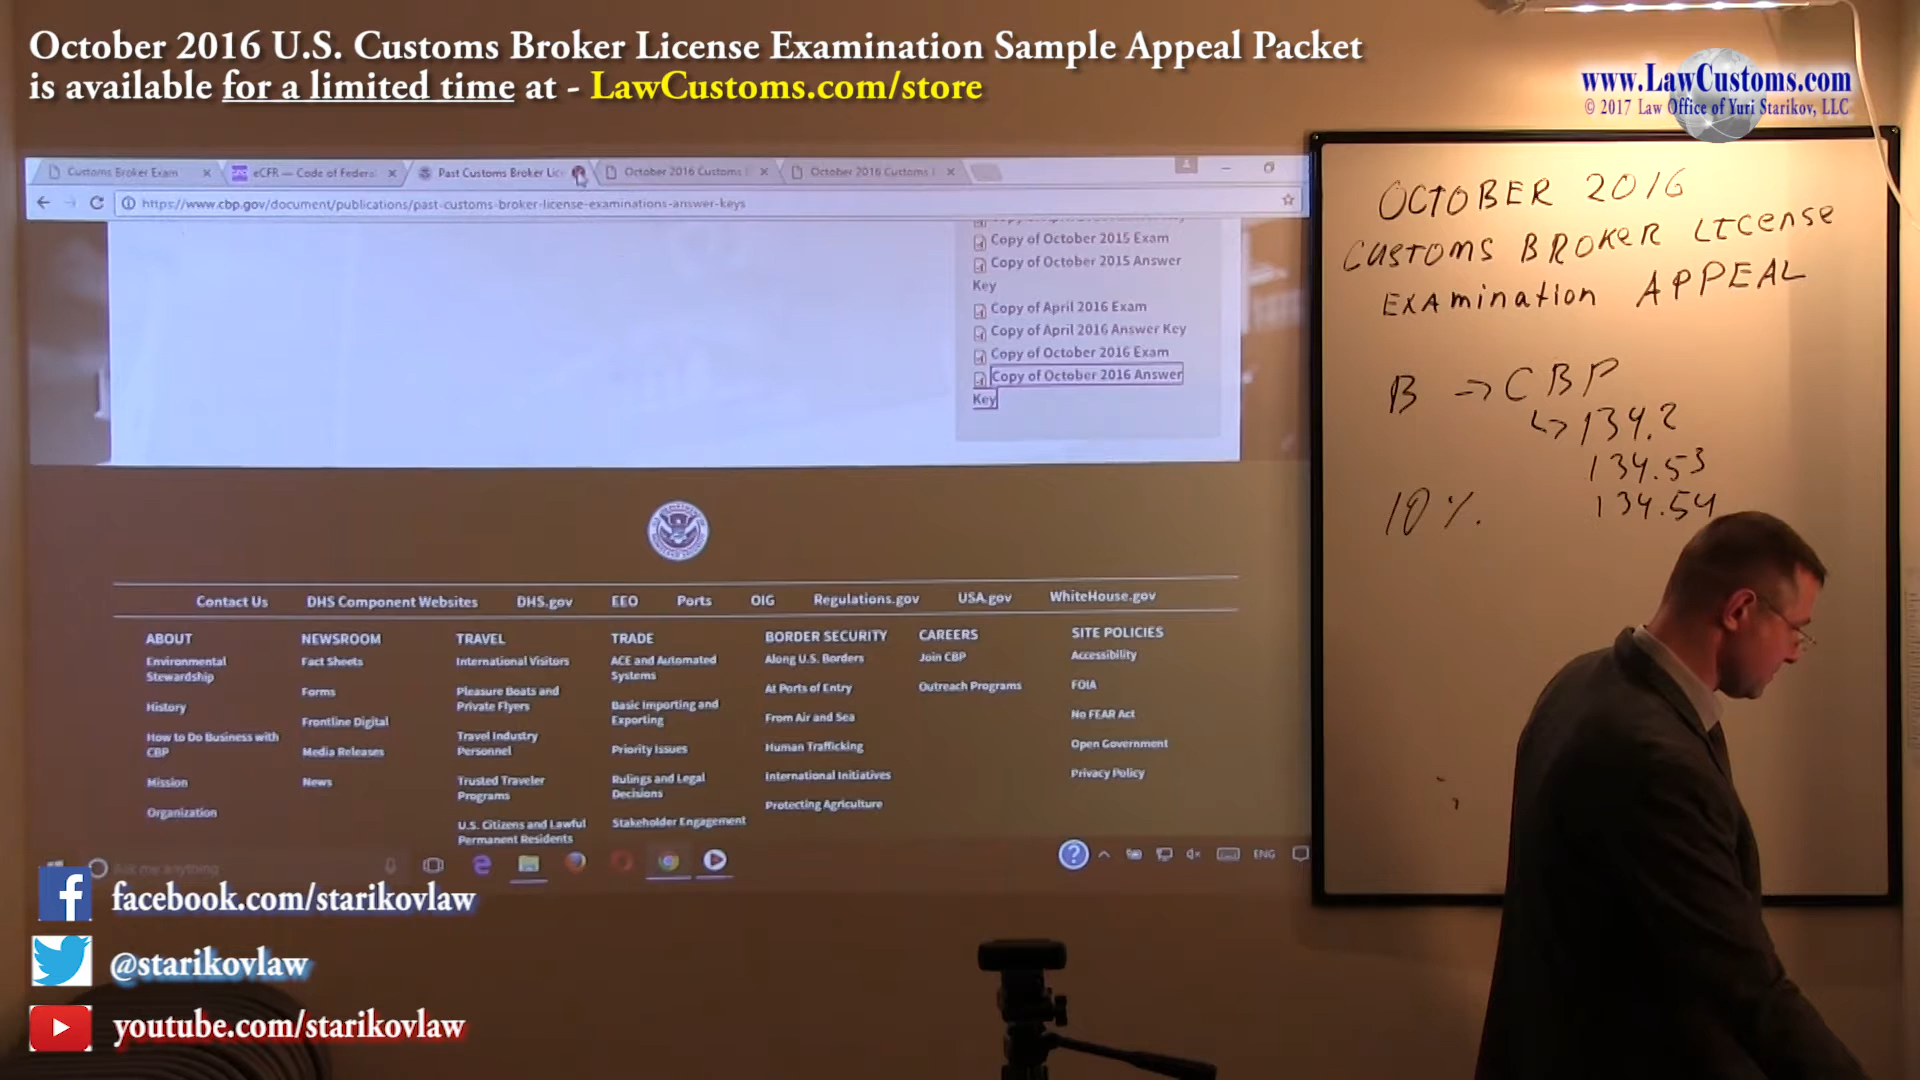 October 2016 U.S. Customs Broker License Examination Sample Appeal Packet
is available for a limited time at - LawCustoms.com/store
www.LawCustoms.com
© 2017 Law Office of Yuri Starikov, LLC
Customs Broker Exam
eCFR — Code of Federa
Past Customs Broker Lic
October 2016 Customs
October 2016 Customs
https://www.cbp.gov/document/publications/past-customs-broker-license-examinations-answer-keys
Copy of October 2015 Exam
Copy of October 2015 Answer
Key
Copy of April 2016 Exam
Copy of April 2016 Answer Key
Copy of October 2016 Exam
Copy of October 2016 Answer
Key
Contact Us DHS Component Websites DHS.gov EEO Ports OIG Regulations.gov USA.gov WhiteHouse.gov
ABOUT
Environmental
Stewardship
History
How to Do Business with
CBP
Mission
Organization
NEWSROOM
Fact Sheets
Forms
Frontline Digital
Media Releases
News
TRAVEL
International Visitors
Pleasure Boats and
Private Flyers
Travel Industry
Personnel
Trusted Traveler
Programs
U.S. Citizens and Lawful
Permanent Residents
TRADE
ACE and Automated
Systems
Basic Importing and
Exporting
Priority Issues
Rulings and Legal
Decisions
Stakeholder Engagement
BORDER SECURITY
Along U.S. Borders
At Ports of Entry
From Air and Sea
Human Trafficking
International Initiatives
Protecting Agriculture
CAREERS
Join CBP
Outreach Programs
SITE POLICIES
Accessibility
FOIA
No FEAR Act
Open Government
Privacy Policy
Ask me anything
ENG
OCTOBER 2016
CUSTOMS BROKER LICENSE
EXAMINATION APPEAL
B → CBP
↳ 134.2
134.53
10% 134.54
facebook.com/starikovlaw
@starikovlaw
youtube.com/starikovlaw